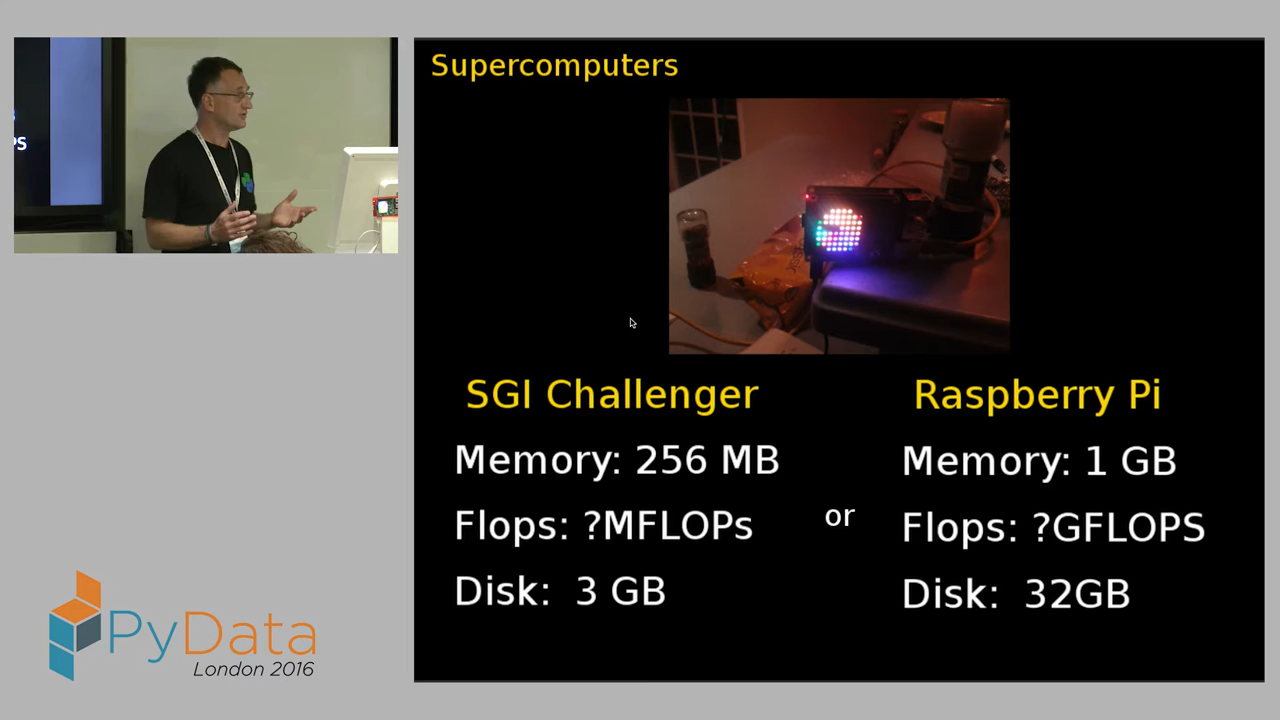 Supercomputers
PS
SGI Challenger
Memory: 256 MB
Flops: ?MFLOPs
Disk: 3 GB
or
Raspberry Pi
Memory: 1 GB
Flops: ?GFLOPS
Disk: 32GB
PyData
London 2016